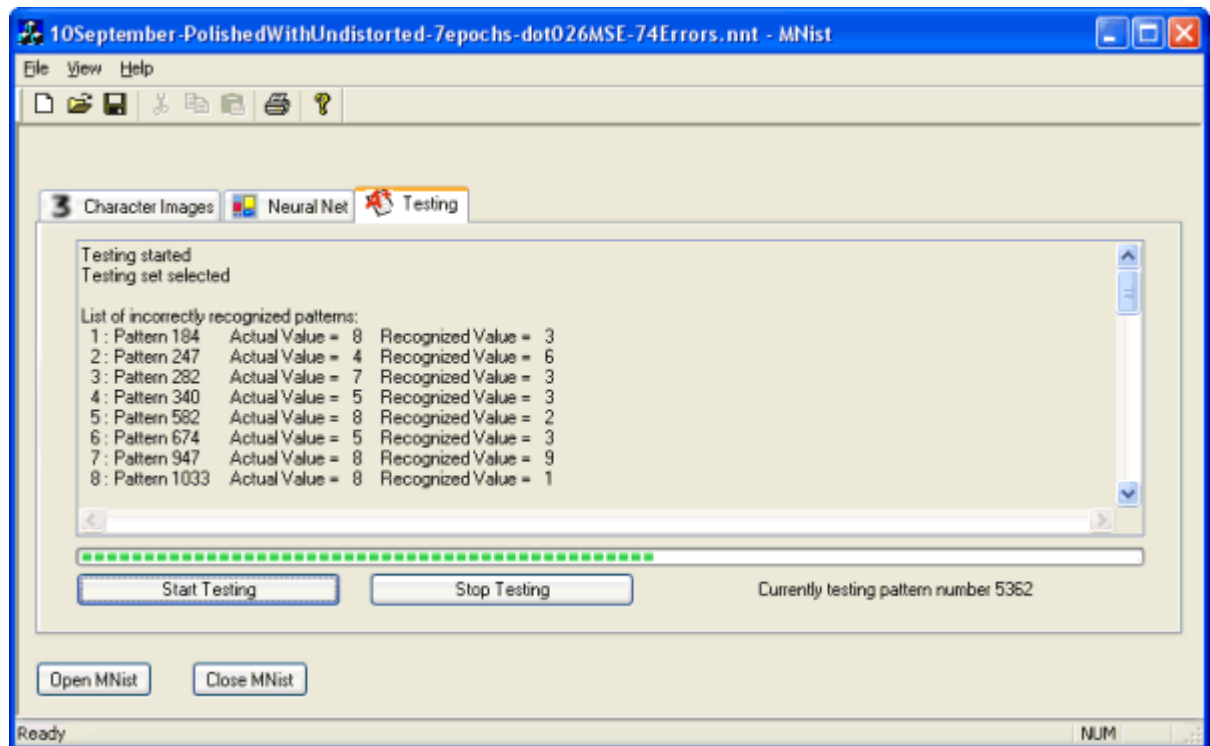 10September-PolishedWithUndistorted-7epochs-dot026MSE-74Errors.nnt - MNist
File View Help
Character Images Neural Net Testing
Testing started
Testing set selected
List of incorrectly recognized patterns:
1 : Pattern 184 Actual Value = 8 Recognized Value = 3
2 : Pattern 247 Actual Value = 4 Recognized Value = 6
3 : Pattern 282 Actual Value = 7 Recognized Value = 3
4 : Pattern 340 Actual Value = 5 Recognized Value = 3
5 : Pattern 582 Actual Value = 8 Recognized Value = 2
6 : Pattern 674 Actual Value = 5 Recognized Value = 3
7 : Pattern 947 Actual Value = 8 Recognized Value = 9
8 : Pattern 1033 Actual Value = 8 Recognized Value = 1
Start Testing Stop Testing Currently testing pattern number 5362
Open MNist Close MNist
Ready NUM